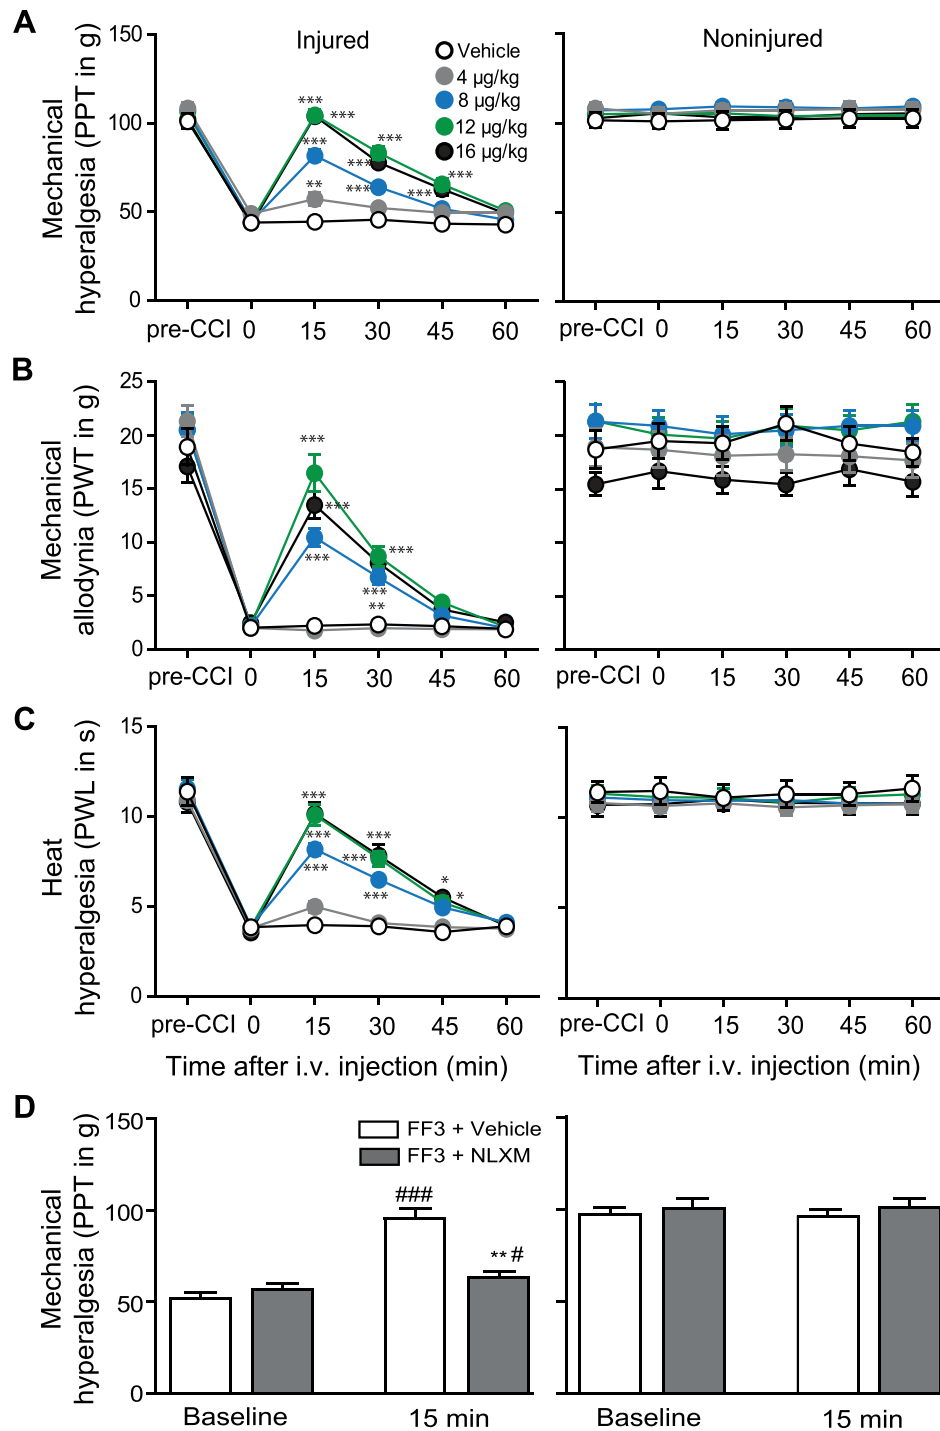 A
Injured
Noninjured
Mechanical
hyperalgesia (PPT in g)
150
100
50
0
Vehicle
4 µg/kg
8 µg/kg
12 µg/kg
16 µg/kg
***
***
***
***
***
**
***
***
***
pre-CCI 0 15 30 45 60
pre-CCI 0 15 30 45 60
B
Mechanical
allodynia (PWT in g)
25
20
15
10
5
0
***
***
***
***
***
**
pre-CCI 0 15 30 45 60
pre-CCI 0 15 30 45 60
C
Heat
hyperalgesia (PWL in s)
15
10
5
0
***
***
***
***
***
***
*
*
pre-CCI 0 15 30 45 60
pre-CCI 0 15 30 45 60
Time after i.v. injection (min)
Time after i.v. injection (min)
D
Mechanical
hyperalgesia (PPT in g)
150
100
50
0
FF3 + Vehicle
FF3 + NLXM
###
** #
Baseline 15 min
Baseline 15 min